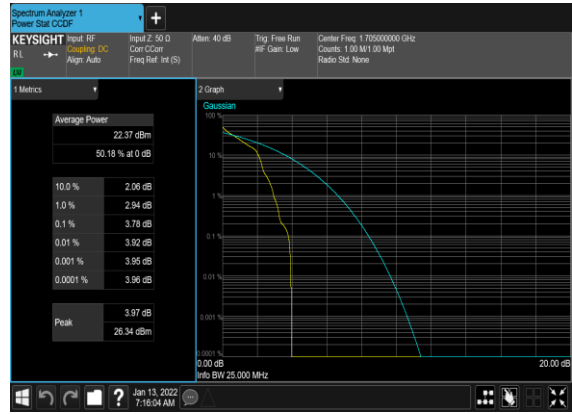 Spectrum Analyzer 1
Power Stat CCDF
KEYSIGHT
Input: RF
Input Z: 50 Ω
Atten: 40 dB
Trig: Free Run
Center Freq: 1.705000000 GHz
R L
Coupling: DC
Corr CCorr
#IF Gain: Low
Counts: 1.00 M/1.00 Mpt
Align: Auto
Freq Ref: Int (S)
Radio Std: None
1 Metrics
2 Graph
Gaussian
Average Power
22.37 dBm
50.18 % at 0 dB
10.0 %
2.06 dB
1.0 %
2.94 dB
0.1 %
3.78 dB
0.01 %
3.92 dB
0.001 %
3.95 dB
0.0001 %
3.96 dB
Peak
3.97 dB
26.34 dBm
100 %
10 %
1 %
0.1 %
0.01 %
0.001 %
0.0001 %
0.00 dB
20.00 dB
Info BW 25.000 MHz
?
Jan 13, 2022
7:16:04 AM